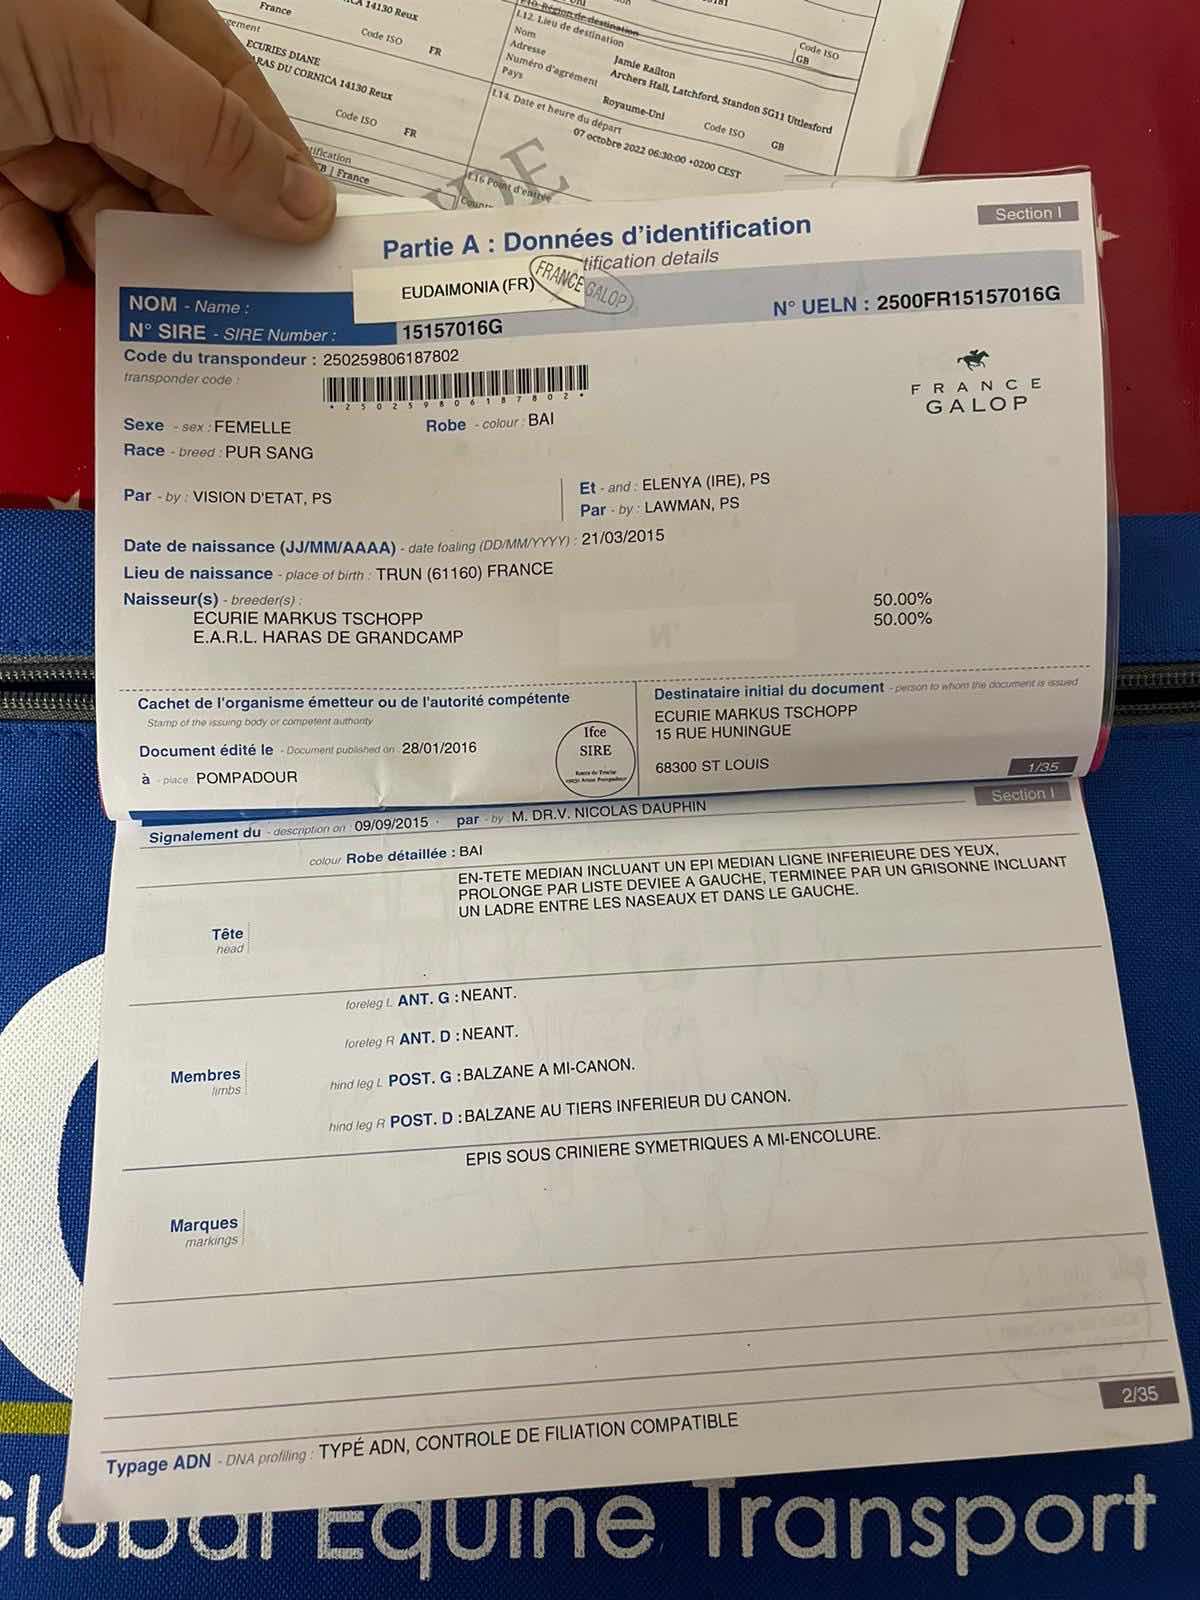 France
A 14130 Reux
Code ISO
FR
ECURIES DIANE
ARAS DU CORNICA 14130 Reux
Code ISO
FR
France
I.10. Région de destination
Code ISO
GB
I.12. Lieu de destination
Nom
Jamie Railton
Adresse
Archers Hall, Latchford, Standon SG11 Uttlesford
Numéro d'agrément
Pays
Royaume-Uni
Code ISO
GB
I.14. Date et heure du départ
07 octobre 2022 06:30:00 +0200 CEST
I.16 Point d'entrée
Section I
Partie A : Données d'identification
tification details
NOM - Name :
EUDAIMONIA (FR)
FRANCE GALOP
N° SIRE - SIRE Number :
15157016G
N° UELN : 2500FR15157016G
Code du transpondeur : 250259806187802
transponder code :
*250259806187802*
FRANCE
GALOP
Sexe - sex : FEMELLE
Robe - colour : BAI
Race - breed : PUR SANG
Par - by : VISION D'ETAT, PS
Et - and : ELENYA (IRE), PS
Par - by : LAWMAN, PS
Date de naissance (JJ/MM/AAAA) - date foaling (DD/MM/YYYY) : 21/03/2015
Lieu de naissance - place of birth : TRUN (61160) FRANCE
Naisseur(s) - breeder(s) :
ECURIE MARKUS TSCHOPP 50.00%
E.A.R.L. HARAS DE GRANDCAMP 50.00%
Cachet de l'organisme émetteur ou de l'autorité compétente
Stamp of the issuing body or competent authority
Document édité le - Document published on 28/01/2016
à - place : POMPADOUR
Ifce
SIRE
Destinataire initial du document - person to whom the document is issued
ECURIE MARKUS TSCHOPP
15 RUE HUNINGUE
68300 ST LOUIS
1/35
Section I
Signalement du - description on : 09/09/2015 . par - by : M. DR.V. NICOLAS DAUPHIN
colour Robe détaillée : BAI
EN-TETE MEDIAN INCLUANT UN EPI MEDIAN LIGNE INFERIEURE DES YEUX,
PROLONGE PAR LISTE DEVIEE A GAUCHE, TERMINEE PAR UN GRISONNE INCLUANT
UN LADRE ENTRE LES NASEAUX ET DANS LE GAUCHE.
Tête
head
foreleg L ANT. G : NEANT.
foreleg R ANT. D : NEANT.
Membres
limbs
hind leg L POST. G : BALZANE A MI-CANON.
hind leg R POST. D : BALZANE AU TIERS INFERIEUR DU CANON.
EPIS SOUS CRINIERE SYMETRIQUES A MI-ENCOLURE.
Marques
markings
2/35
Typage ADN - DNA profiling : TYPÉ ADN, CONTROLE DE FILIATION COMPATIBLE
Global Equine Transport